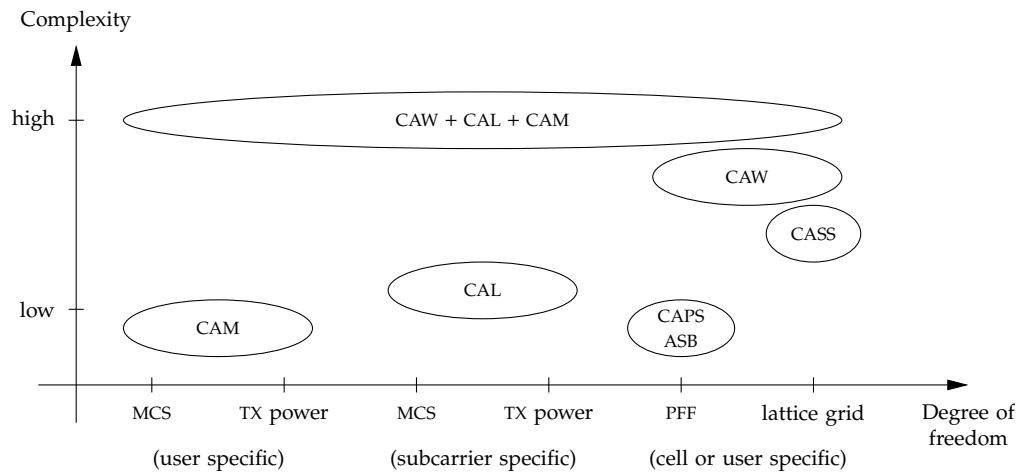 Complexity
high
CAW + CAL + CAM
CAW
CASS
CAL
low
CAM
CAPS
ASB
MCS TX power MCS TX power PFF lattice grid Degree of
freedom
(user specific) (subcarrier specific) (cell or user specific)